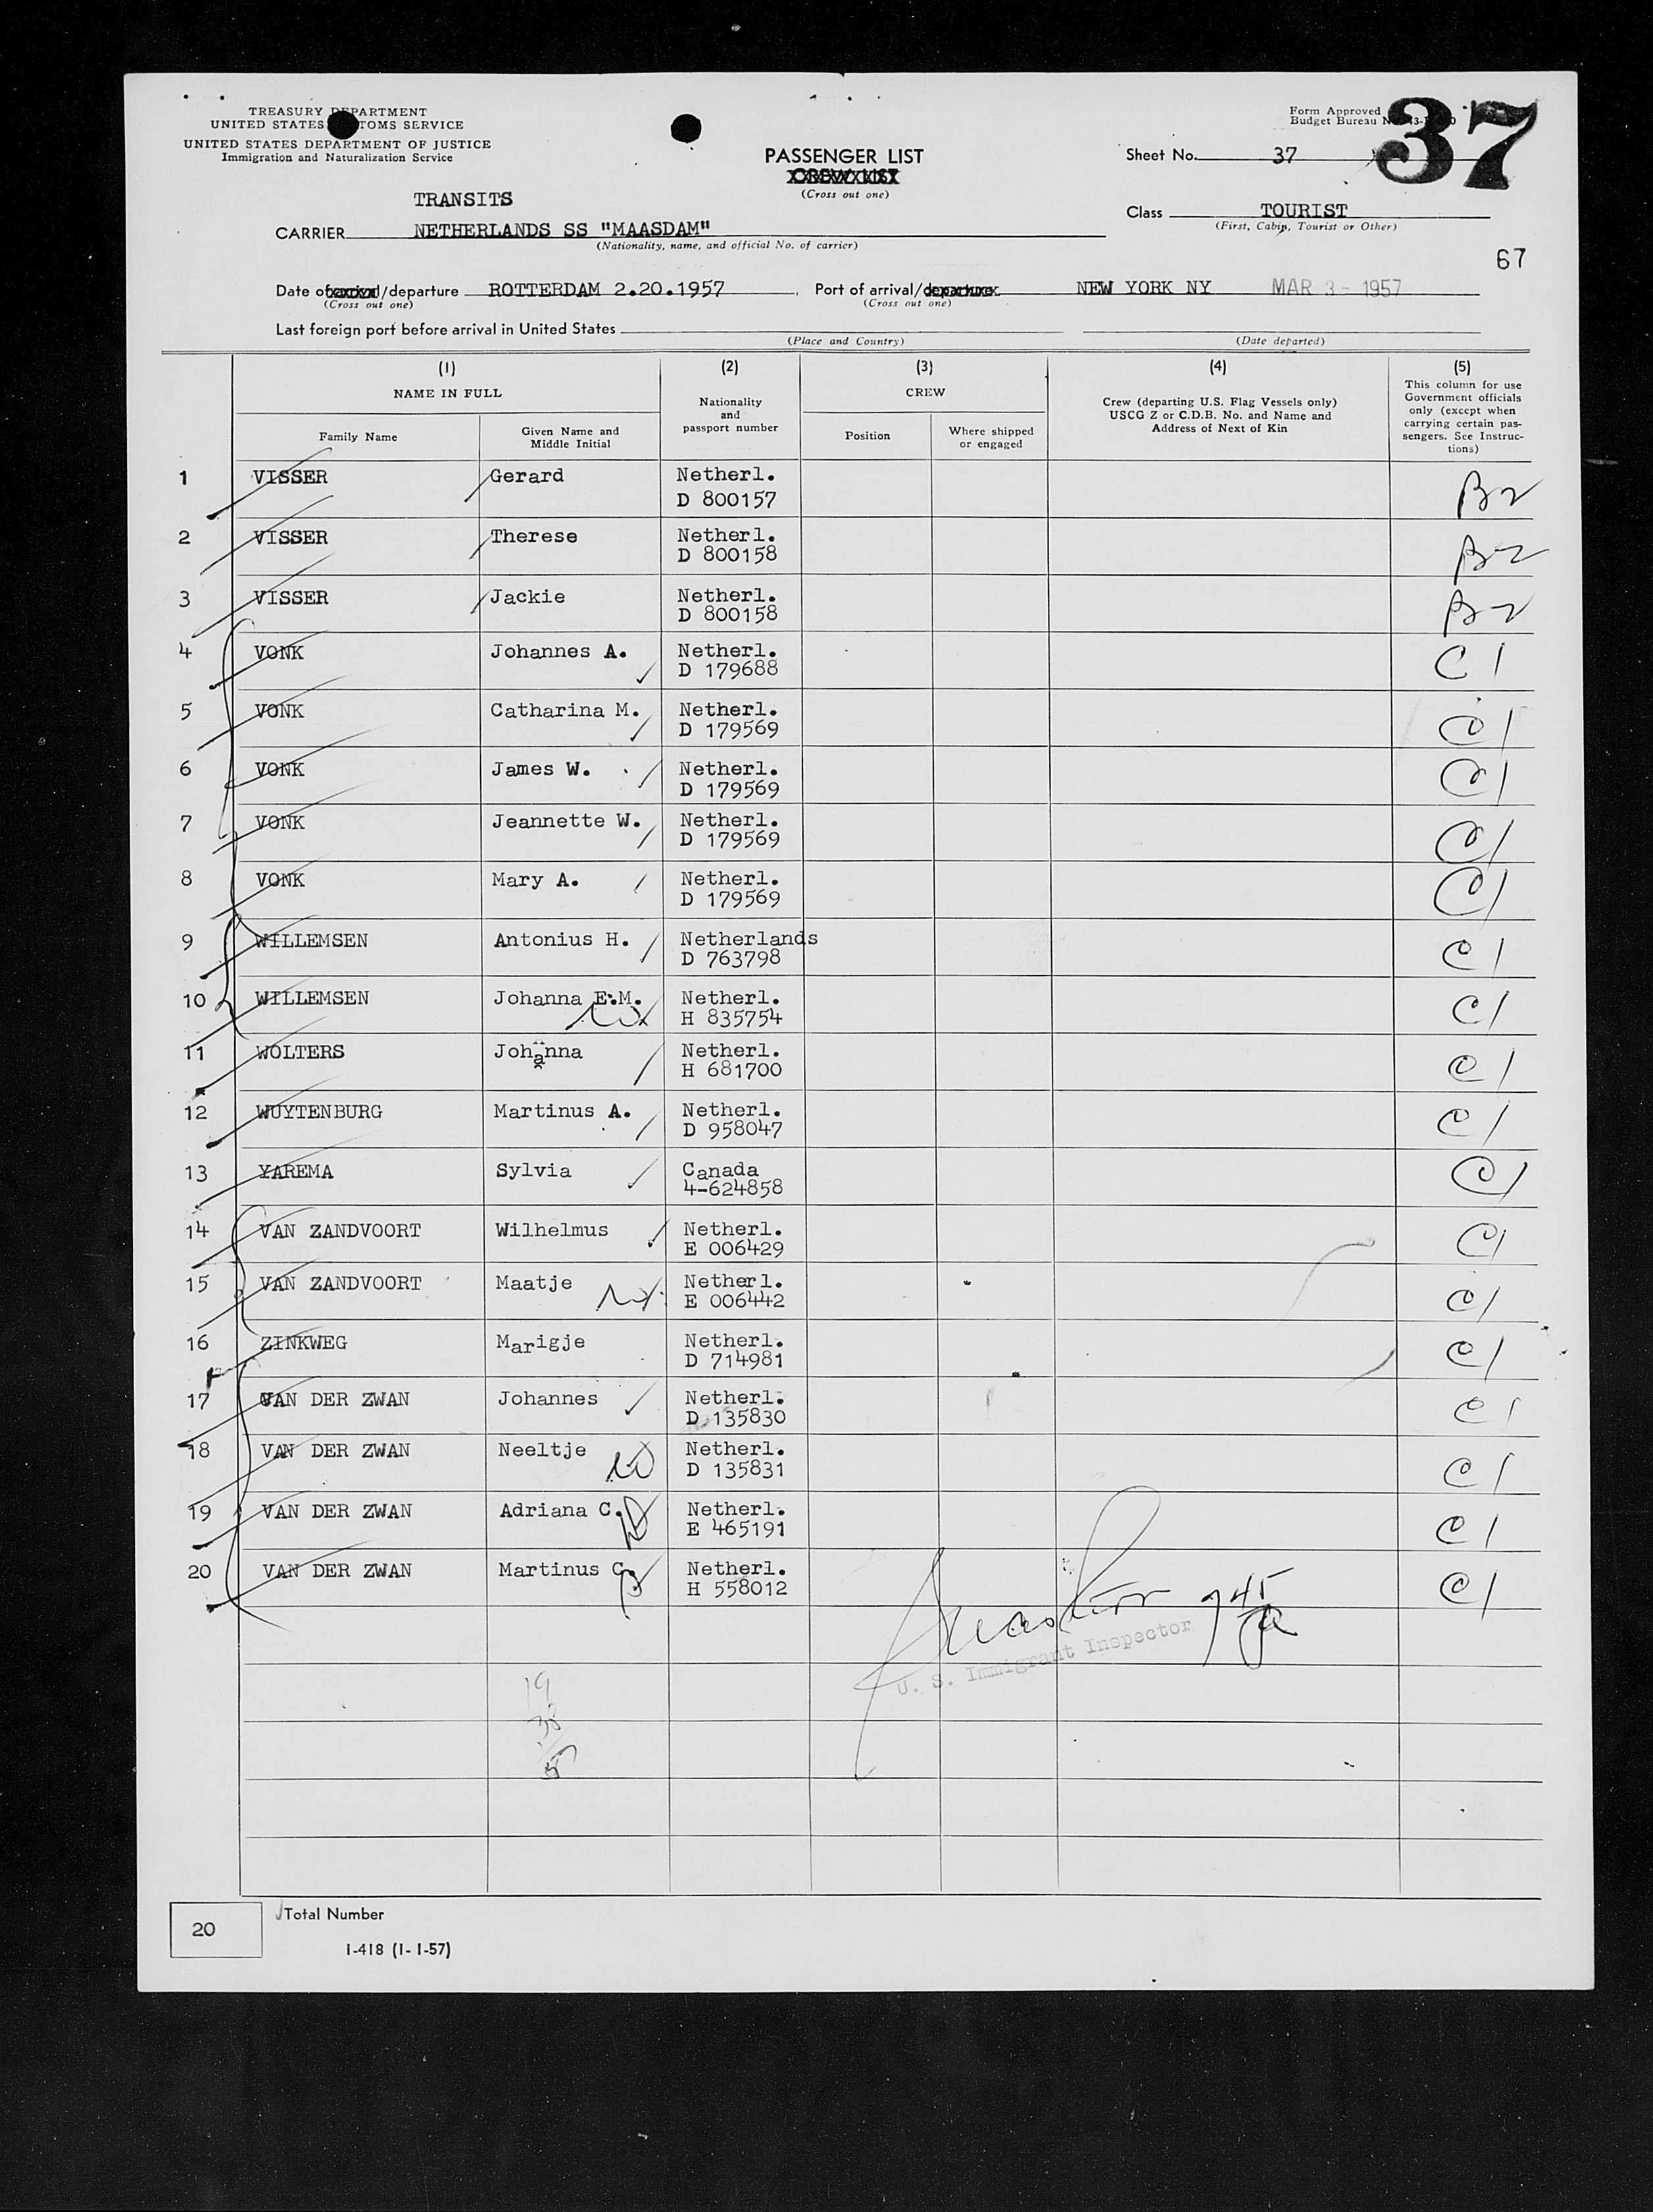 TREASURY DEPARTMENT
UNITED STATES CUSTOMS SERVICE
UNITED STATES DEPARTMENT OF JUSTICE
Immigration and Naturalization Service
Form Approved
Budget Bureau
37
PASSENGER LIST
CREW LIST
(Cross out one)
Sheet No. 37
TRANSITS
CARRIER NETHERLANDS SS "MAASDAM"
(Nationality, name, and official No. of carrier)
Class TOURIST
(First, Cabin, Tourist or Other)
67
Date of arrival/departure ROTTERDAM 2.20.1957 Port of arrival/departure NEW YORK NY MAR 3 - 1957
(Cross out one) (Cross out one)
Last foreign port before arrival in United States
(Place and Country) (Date departed)
(1) (2) (3) (4) (5)
NAME IN FULL
Family Name
Given Name and Middle Initial
Nationality and passport number
CREW
Position
Where shipped or engaged
Crew (departing U.S. Flag Vessels only)
USCG Z or C.D.B. No. and Name and
Address of Next of Kin
This column for use
Government officials
only (except when
carrying certain pas-
sengers. See Instruc-
tions)
1 VISSER Gerard Netherl. D 800157 B2
2 VISSER Therese Netherl. D 800158 B2
3 VISSER Jackie Netherl. D 800158 B2
4 VONK Johannes A. Netherl. D 179688 C1
5 VONK Catharina M. Netherl. D 179569 C1
6 VONK James W. Netherl. D 179569 C1
7 VONK Jeannette W. Netherl. D 179569 C1
8 VONK Mary A. Netherl. D 179569 C1
9 WILLEMSEN Antonius H. Netherlands D 763798 C1
10 WILLEMSEN Johanna E.M. Netherl. H 835754 C1
11 WOLTERS Johanna Netherl. H 681700 C1
12 WUYTENBURG Martinus A. Netherl. D 958047 C1
13 YAREMA Sylvia Canada 4-624858 C1
14 VAN ZANDVOORT Wilhelmus Netherl. E 006429 C1
15 VAN ZANDVOORT Maatje Netherl. E 006442 C1
16 ZINKWEG Marigje Netherl. D 714981 C1
17 VAN DER ZWAN Johannes Netherl. D 135830 C1
18 VAN DER ZWAN Neeltje Netherl. D 135831 C1
19 VAN DER ZWAN Adriana C. Netherl. E 465191 C1
20 VAN DER ZWAN Martinus C. Netherl. H 558012 C1
U. S. Immigrant Inspector
19
20 Total Number
I-418 (1-1-57)